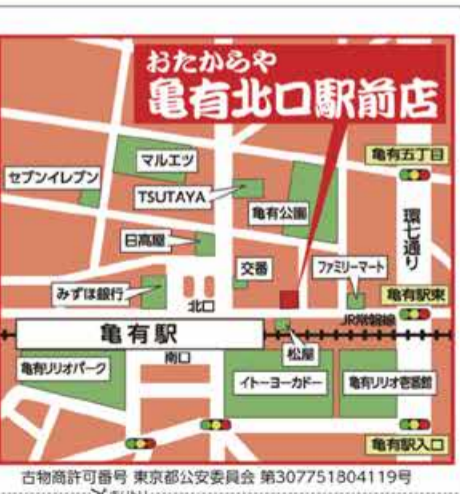 おたからや
亀有北口駅前店
亀有五丁目
マルエツ
セブンイレブン
TSUTAYA
亀有公園
環七通り
日高屋
交番
ファミリーマート
みずほ銀行
北口
亀有駅東
JR常磐線
亀有駅
南口
松屋
亀有リリオパーク
イトーヨーカドー
亀有リリオ壱番館
亀有駅入口
古物商許可番号 東京都公安委員会 第307751804119号